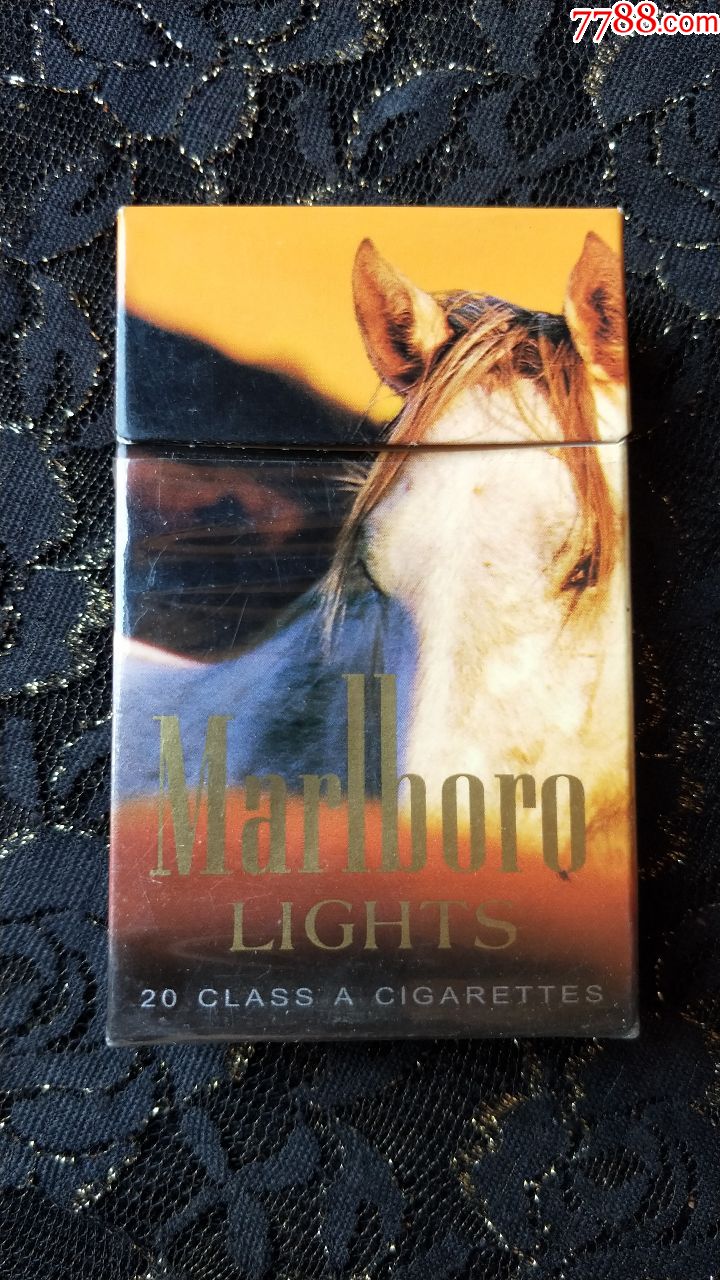 7788.com
Marlboro
LIGHTS
20 CLASS A CIGARETTES